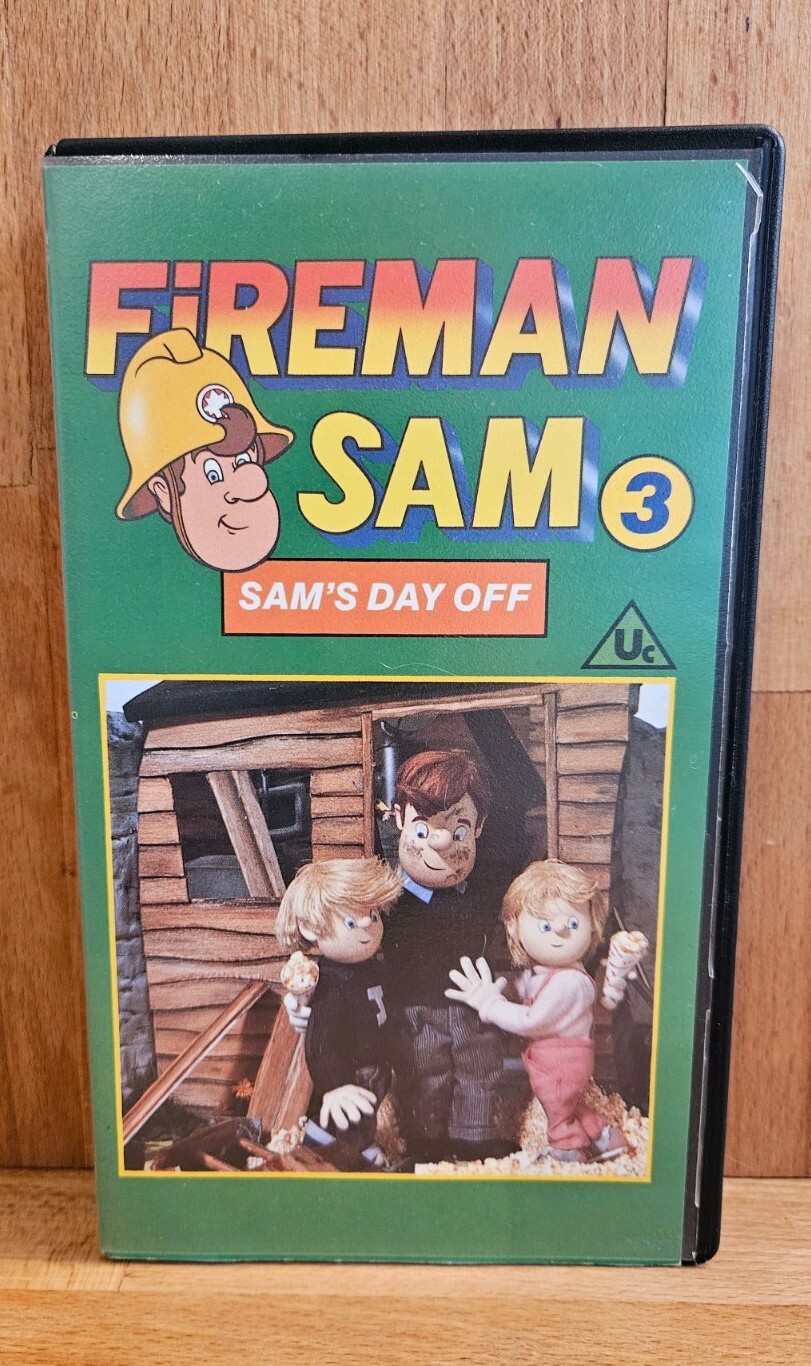 FiREMAN
SAM 3
SAM'S DAY OFF
Uc
J